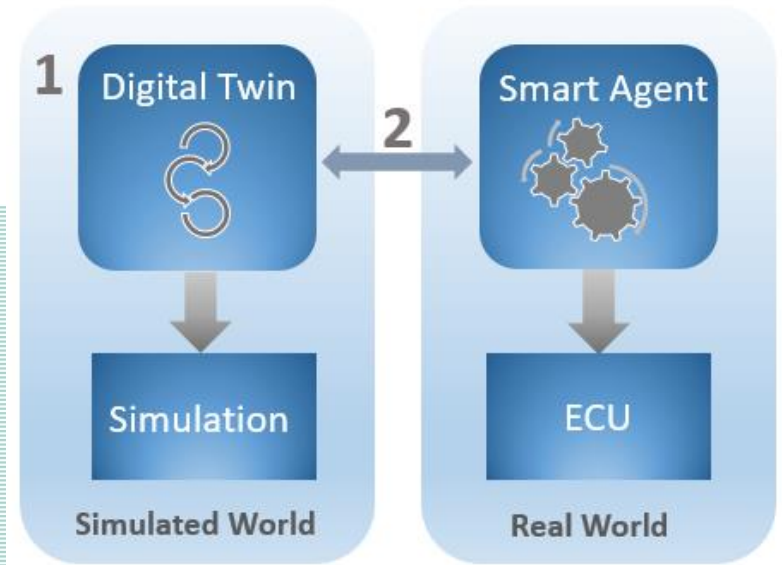 1
Digital Twin
Simulation
Simulated World
2
Smart Agent
ECU
Real World